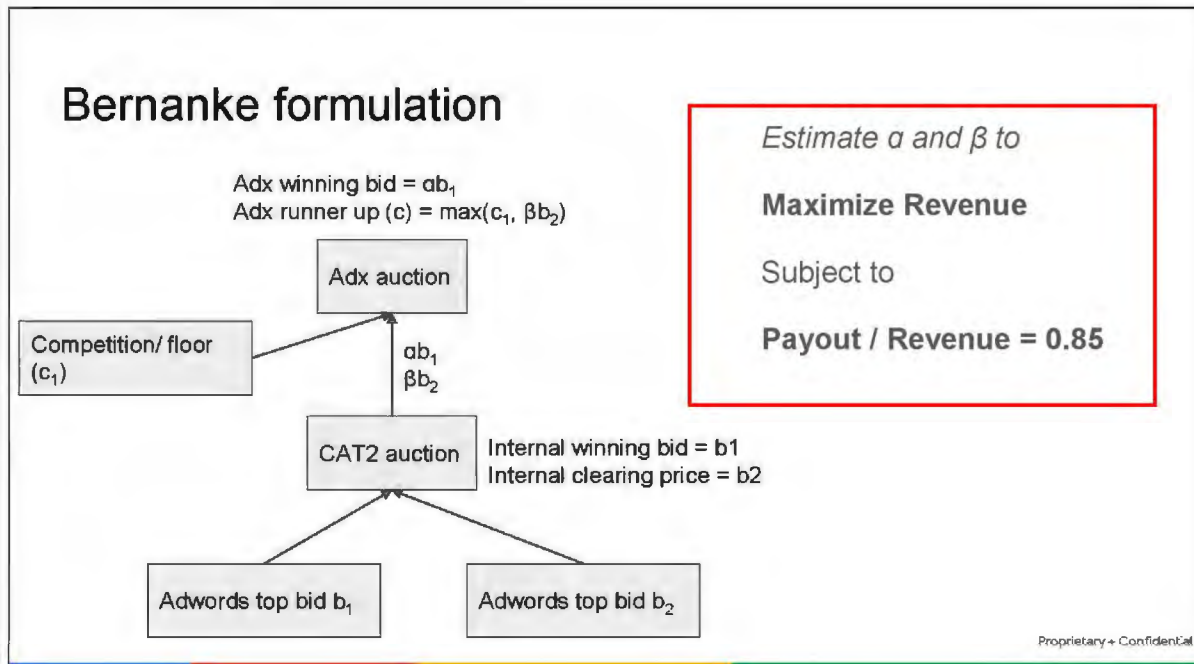 Bernanke formulation
Adx winning bid = αb₁
Adx runner up (c) = max(c₁, βb₂)
Adx auction
Competition/ floor
(c₁)
αb₁
βb₂
CAT2 auction
Internal winning bid = b1
Internal clearing price = b2
Adwords top bid b₁
Adwords top bid b₂
Estimate α and β to
Maximize Revenue
Subject to
Payout / Revenue = 0.85
Proprietary + Confidential